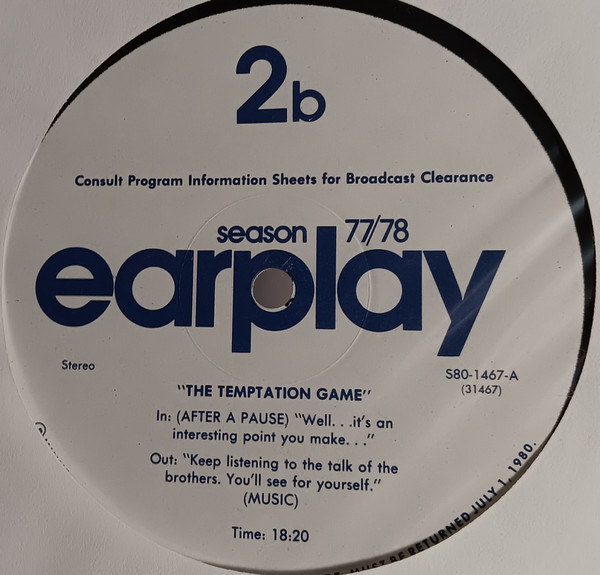 2b
Consult Program Information Sheets for Broadcast Clearance
season 77/78
earplay
Stereo
S80-1467-A
(31467)
"THE TEMPTATION GAME"
In: (AFTER A PAUSE) "Well. . .it's an
interesting point you make. . ."
Out: "Keep listening to the talk of the
brothers. You'll see for yourself."
(MUSIC)
Time: 18:20
MUST BE RETURNED JULY 1, 1980.